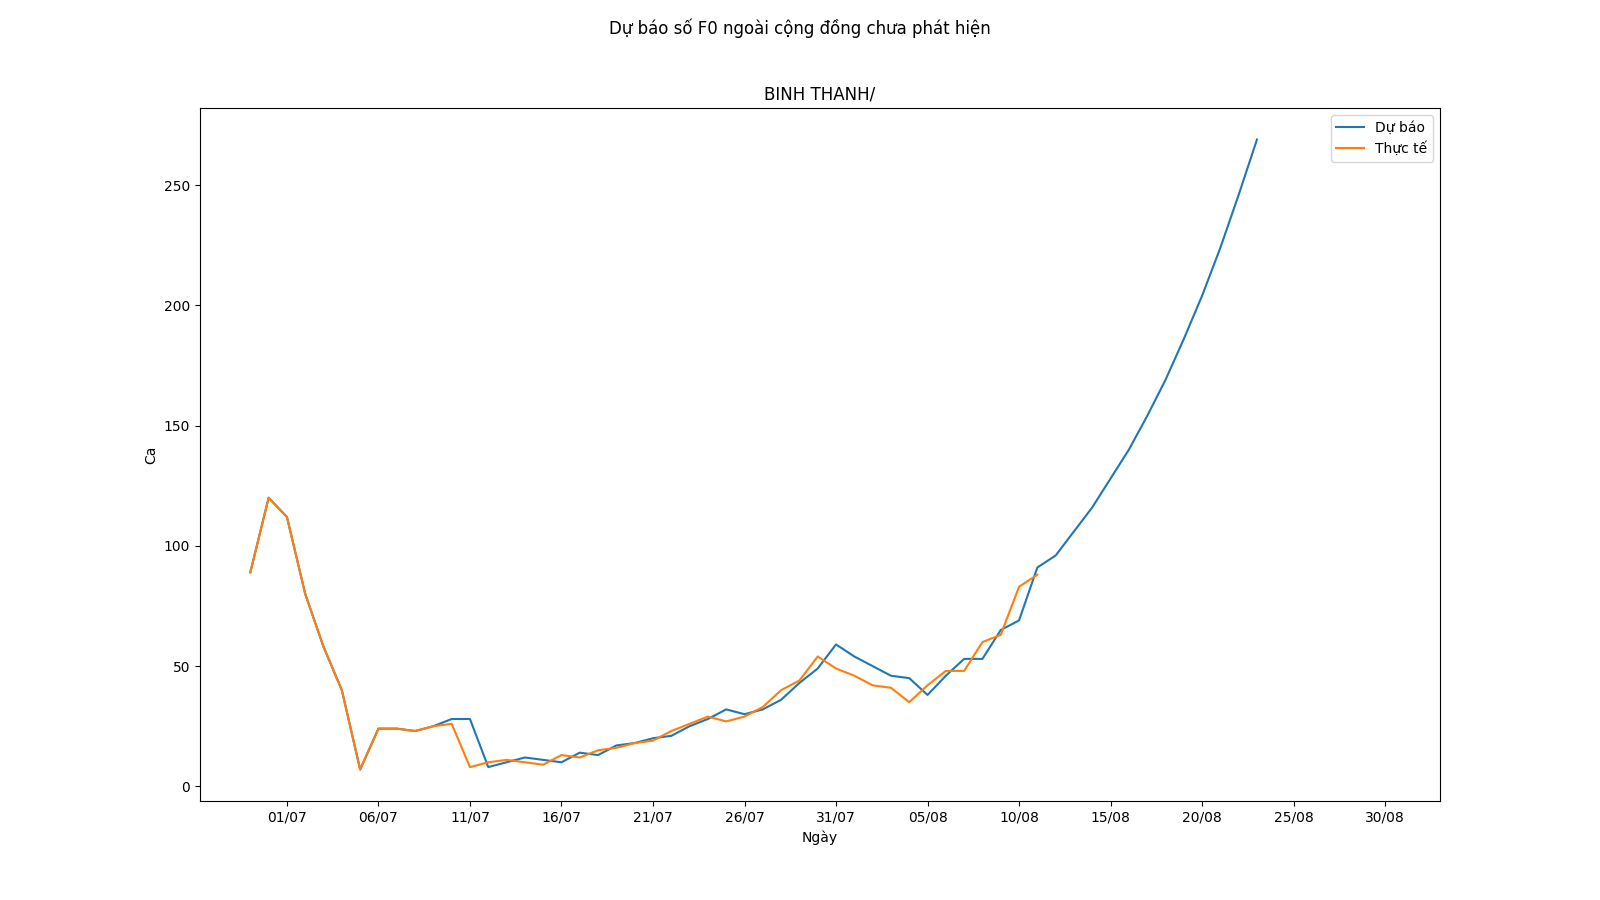 Dự báo số F0 ngoài cộng đồng chưa phát hiện
BINH THANH/
Dự báo
Thực tế
250
200
150
100
50
0
Ca
01/07 06/07 11/07 16/07 21/07 26/07 31/07 05/08 10/08 15/08 20/08 25/08 30/08
Ngày